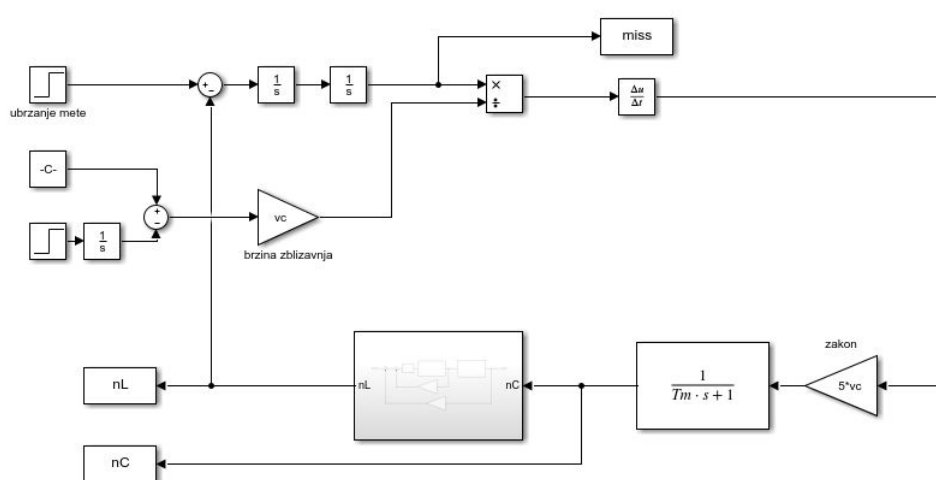 miss
+
−
1
s
1
s
×
÷
Δu
Δt
ubrzanje mete
-C-
+
−
1
s
vc
brzina zblizavnja
zakon
nL
nL
nC
1
Tm · s + 1
5*vc
nC